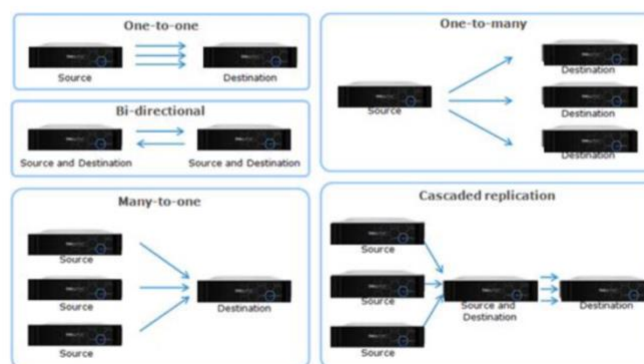 One-to-one
Source
Destination
Bi-directional
Source and Destination
Source and Destination
Many-to-one
Source
Source
Source
Destination
One-to-many
Source
Destination
Destination
Destination
Cascaded replication
Source
Source
Source
Source and
Destination
Destination